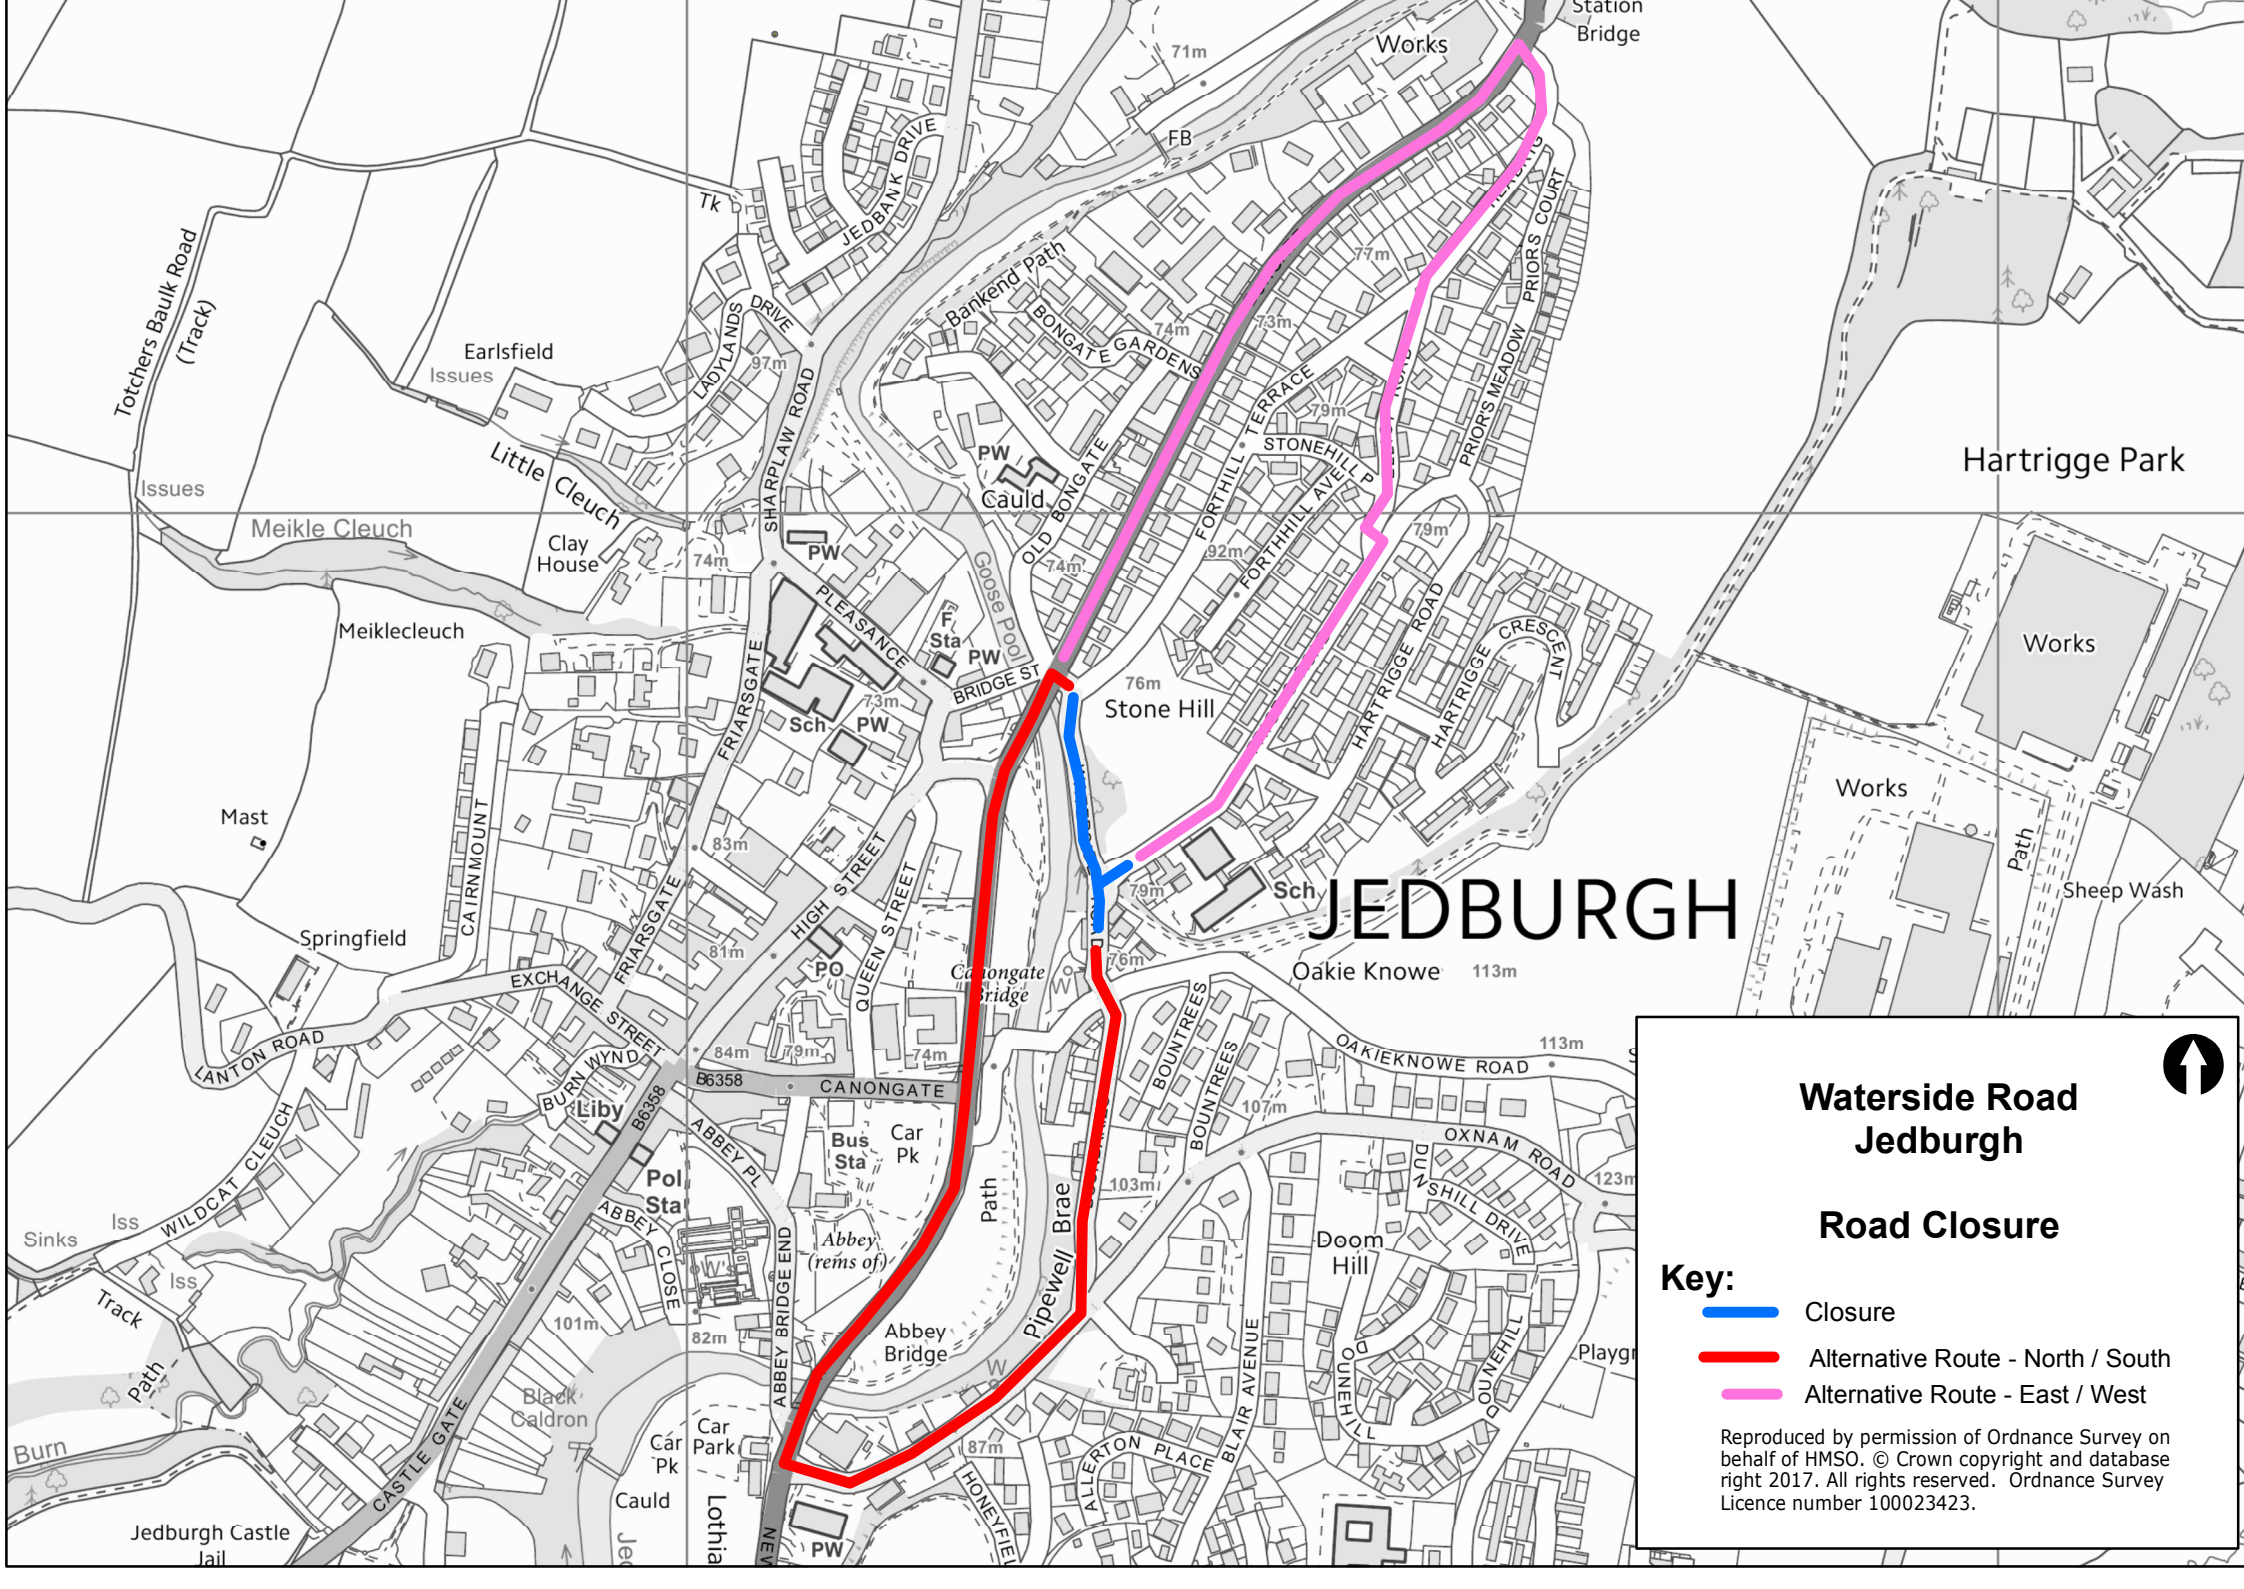 Station
Bridge
Works
71m
FB
JEDBANK DRIVE
Tk
PRIORS COURT
77m
Bankend Path
Totchers Baulk Road
(Track)
LADYLANDS DRIVE
BONGATE GARDENS
74m
73m
Earlsfield
Issues
97m
SHARPLAW ROAD
PRIOR'S MEADOW
FORTHILL TERRACE
79m
STONEHILL P
Little Cleuch
PW
Cauld
OLD BONGATE
FORTHHILL AVE
ROAD
Hartrigge Park
Issues
Meikle Cleuch
Clay
House
74m
PW
Goose Pool
74m
92m
79m
PLEASANCE
F
Sta
PW
Meiklecleuch
BRIDGE ST
FRIARSGATE
76m
Stone Hill
HARTRIGGE ROAD
HARTRIGGE CRESCENT
Works
73m
Sch
PW
Mast
CAIRNMOUNT
83m
HIGH STREET
QUEEN STREET
FRIARSGATE
79m
Sch
JEDBURGH
Works
Path
Sheep Wash
Springfield
81m
PO
Canongate
Bridge
W
76m
Oakie Knowe
113m
EXCHANGE STREET
LANTON ROAD
BURN WYND
84m
79m
74m
B6358
CANONGATE
BOUNTREES
BOUNTREES
OAKIEKNOWE ROAD
113m
107m
Liby
B6358
WILDCAT CLEUCH
ABBEY PL
Bus
Sta
Car
Pk
OXNAM ROAD
123m
Pol
Sta
103m
DUNSHILL DRIVE
Sinks
Iss
Iss
ABBEY CLOSE
W's
Abbey
(rems of)
Path
Pipewell Brae
Doom
Hill
Track
101m
82m
ABBEY BRIDGE END
Abbey
Bridge
W
DOUNEHILL
DOUNEHILL
Playgr
Path
Black
Caldron
BLAIR AVENUE
Burn
CASTLE GATE
Car
Pk
Car
Park
87m
ALLERTON PLACE
HONEYFIEL
Cauld
Jed
Lothia
NEW
PW
Jedburgh Castle
Jail
Waterside Road
Jedburgh
Road Closure
Key:
Closure
Alternative Route - North / South
Alternative Route - East / West
Reproduced by permission of Ordnance Survey on
behalf of HMSO. © Crown copyright and database
right 2017. All rights reserved. Ordnance Survey
Licence number 100023423.